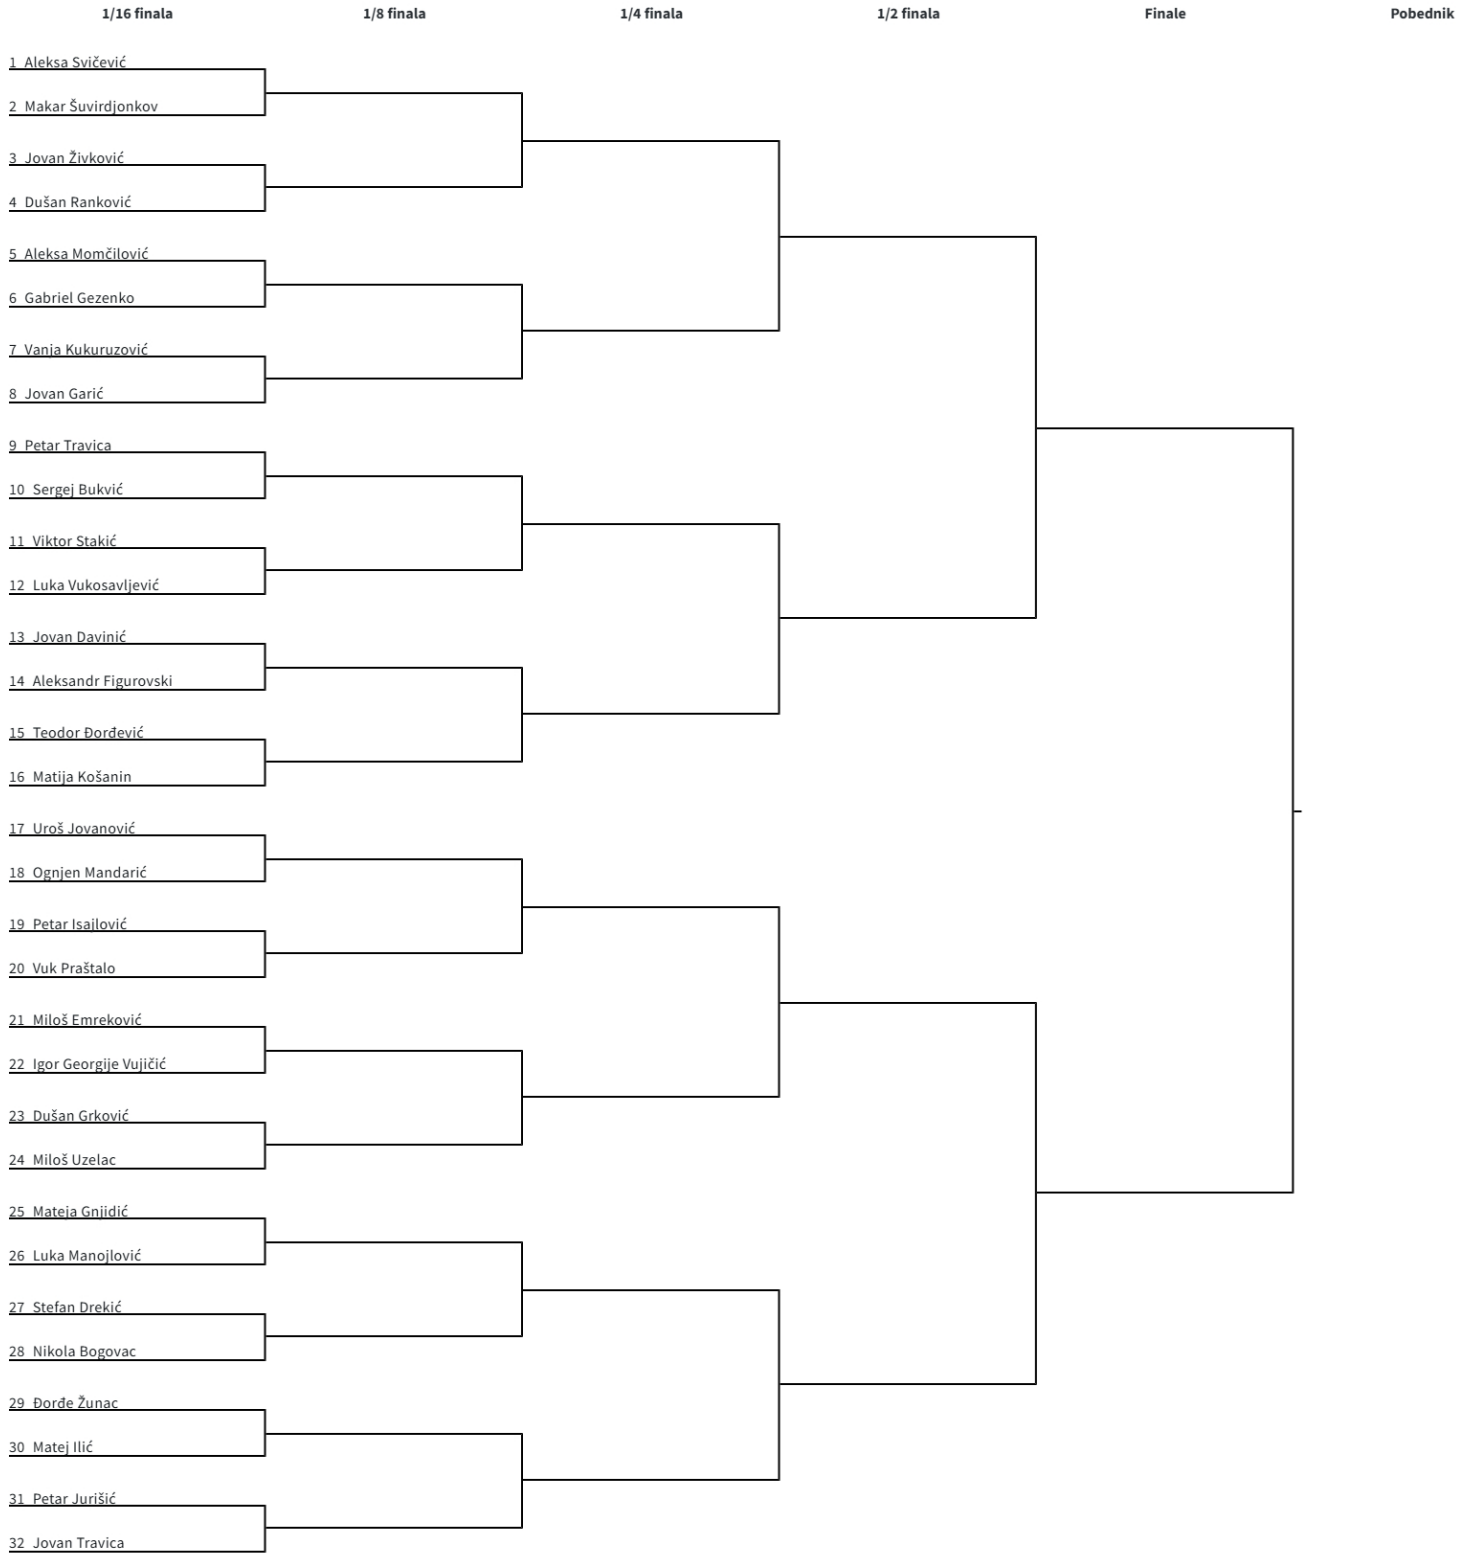 1/16 finala 1/8 finala 1/4 finala 1/2 finala Finale Pobednik
1 Aleksa Svičević
2 Makar Šuvirdjonkov
3 Jovan Živković
4 Dušan Ranković
5 Aleksa Momčilović
6 Gabriel Gezenko
7 Vanja Kukuruzović
8 Jovan Garić
9 Petar Travica
10 Sergej Bukvić
11 Viktor Stakić
12 Luka Vukosavljević
13 Jovan Davinić
14 Aleksandr Figurovski
15 Teodor Đorđević
16 Matija Košanin
17 Uroš Jovanović
18 Ognjen Mandarić
19 Petar Isajlović
20 Vuk Praštalo
21 Miloš Emreković
22 Igor Georgije Vujičić
23 Dušan Grković
24 Miloš Uzelac
25 Mateja Gnjidić
26 Luka Manojlović
27 Stefan Drekić
28 Nikola Bogovac
29 Đorđe Žunac
30 Matej Ilić
31 Petar Jurišić
32 Jovan Travica